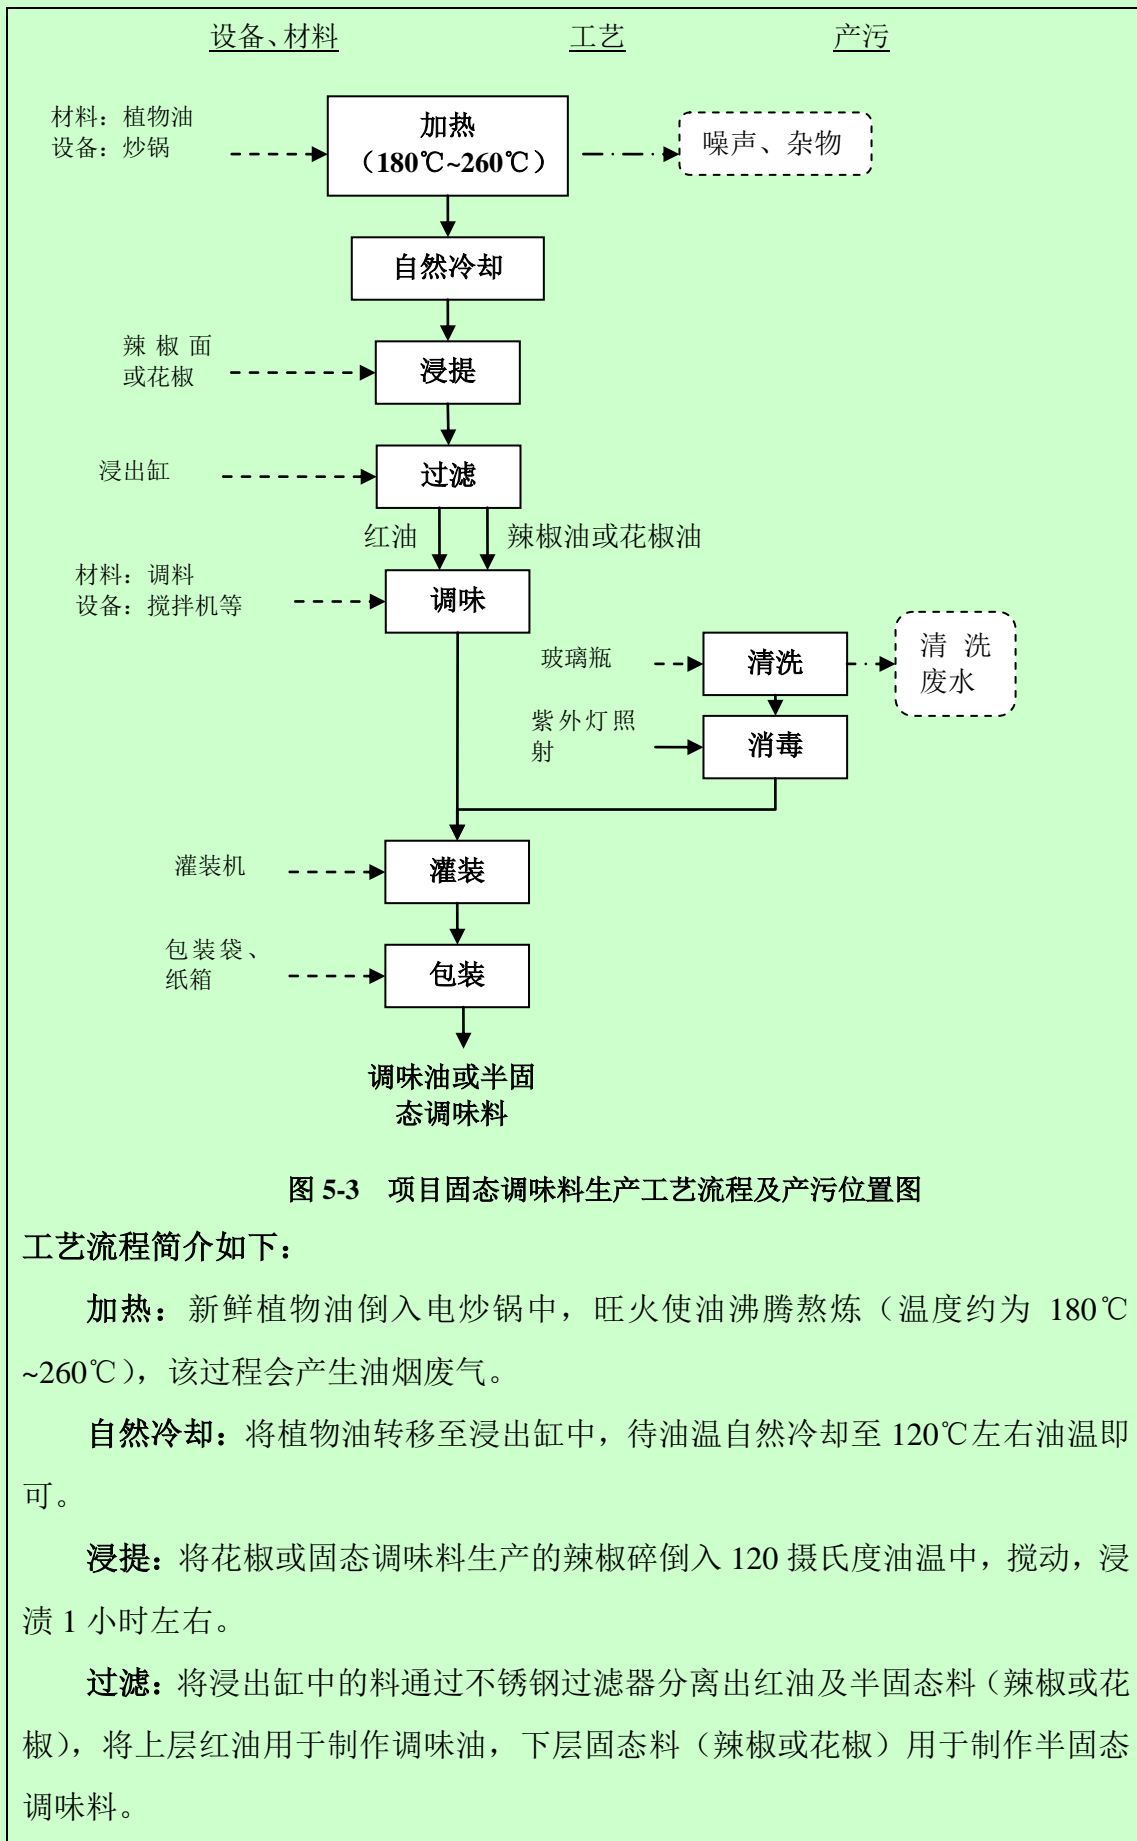 设备、材料 工艺 产污
材料：植物油
设备：炒锅
加热
（180℃~260℃）
噪声、杂物
自然冷却
辣椒面
或花椒
浸提
浸出缸
过滤
红油
辣椒油或花椒油
材料：调料
设备：搅拌机等
调味
玻璃瓶
清洗
清洗
废水
紫外灯照
射
消毒
灌装机
灌装
包装袋、
纸箱
包装
调味油或半固
态调味料
图 5-3 项目固态调味料生产工艺流程及产污位置图
工艺流程简介如下：
加热：新鲜植物油倒入电炒锅中，旺火使油沸腾熬炼（温度约为 180℃
~260℃），该过程会产生油烟废气。
自然冷却：将植物油转移至浸出缸中，待油温自然冷却至 120℃左右油温即
可。
浸提：将花椒或固态调味料生产的辣椒碎倒入 120 摄氏度油温中，搅动，浸
渍 1 小时左右。
过滤：将浸出缸中的料通过不锈钢过滤器分离出红油及半固态料（辣椒或花
椒），将上层红油用于制作调味油，下层固态料（辣椒或花椒）用于制作半固态
调味料。